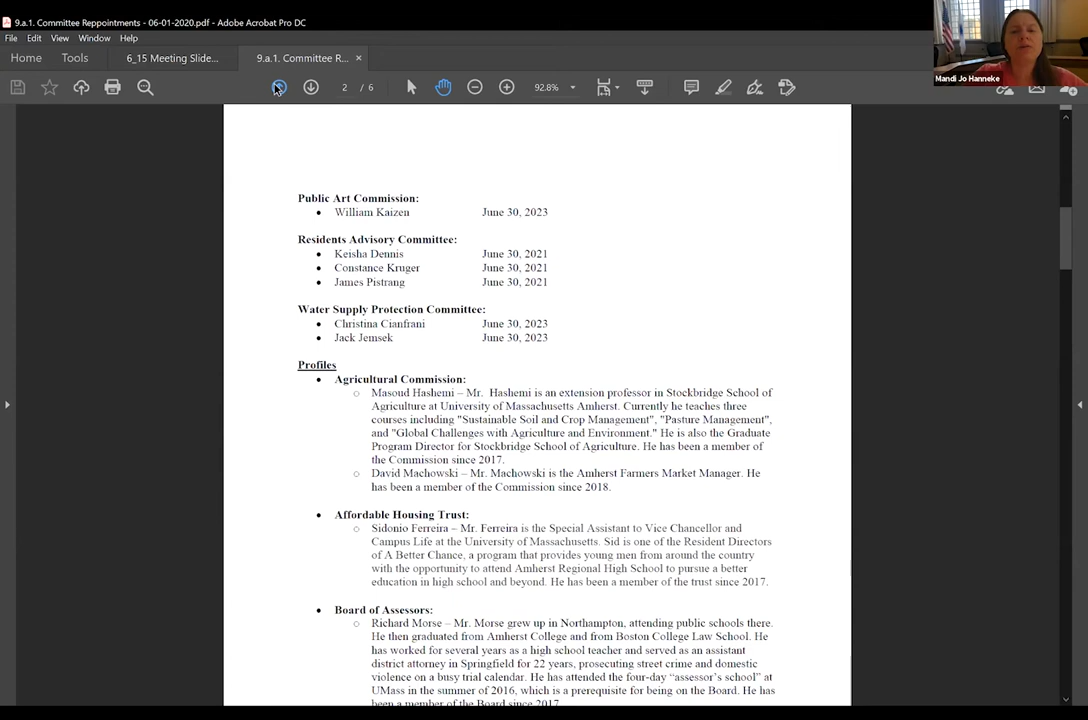 9.a.1. Committee Reppointments - 06-01-2020.pdf - Adobe Acrobat Pro DC
File Edit View Window Help
Home Tools 6_15 Meeting Slide... 9.a.1. Committee R... ×
2 / 6 92.8%
Mandi Jo Hanneke
Public Art Commission:
• William Kaizen June 30, 2023
Residents Advisory Committee:
• Keisha Dennis June 30, 2021
• Constance Kruger June 30, 2021
• James Pistrang June 30, 2021
Water Supply Protection Committee:
• Christina Cianfrani June 30, 2023
• Jack Jemsek June 30, 2023
Profiles
• Agricultural Commission:
○ Masoud Hashemi – Mr. Hashemi is an extension professor in Stockbridge School of
Agriculture at University of Massachusetts Amherst. Currently he teaches three
courses including "Sustainable Soil and Crop Management", "Pasture Management",
and "Global Challenges with Agriculture and Environment." He is also the Graduate
Program Director for Stockbridge School of Agriculture. He has been a member of
the Commission since 2017.
○ David Machowski – Mr. Machowski is the Amherst Farmers Market Manager. He
has been a member of the Commission since 2018.
• Affordable Housing Trust:
○ Sidonio Ferreira – Mr. Ferreira is the Special Assistant to Vice Chancellor and
Campus Life at the University of Massachusetts. Sid is one of the Resident Directors
of A Better Chance, a program that provides young men from around the country
with the opportunity to attend Amherst Regional High School to pursue a better
education in high school and beyond. He has been a member of the trust since 2017.
• Board of Assessors:
○ Richard Morse – Mr. Morse grew up in Northampton, attending public schools there.
He then graduated from Amherst College and from Boston College Law School. He
has worked for several years as a high school teacher and served as an assistant
district attorney in Springfield for 22 years, prosecuting street crime and domestic
violence on a busy trial calendar. He has attended the four-day “assessor’s school” at
UMass in the summer of 2016, which is a prerequisite for being on the Board. He has
been a member of the Board since 2017.